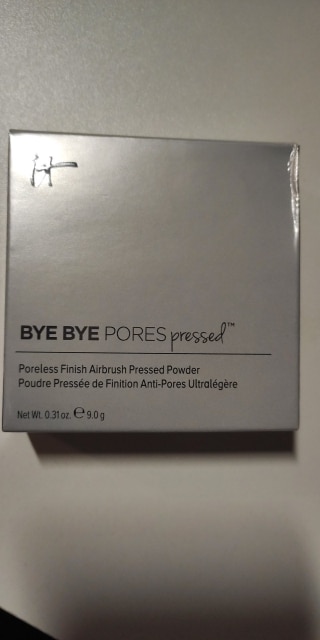 it
BYE BYE PORES pressed™
Poreless Finish Airbrush Pressed Powder
Poudre Pressée de Finition Anti-Pores Ultralégère
Net Wt. 0.31 oz. ℮ 9.0 g